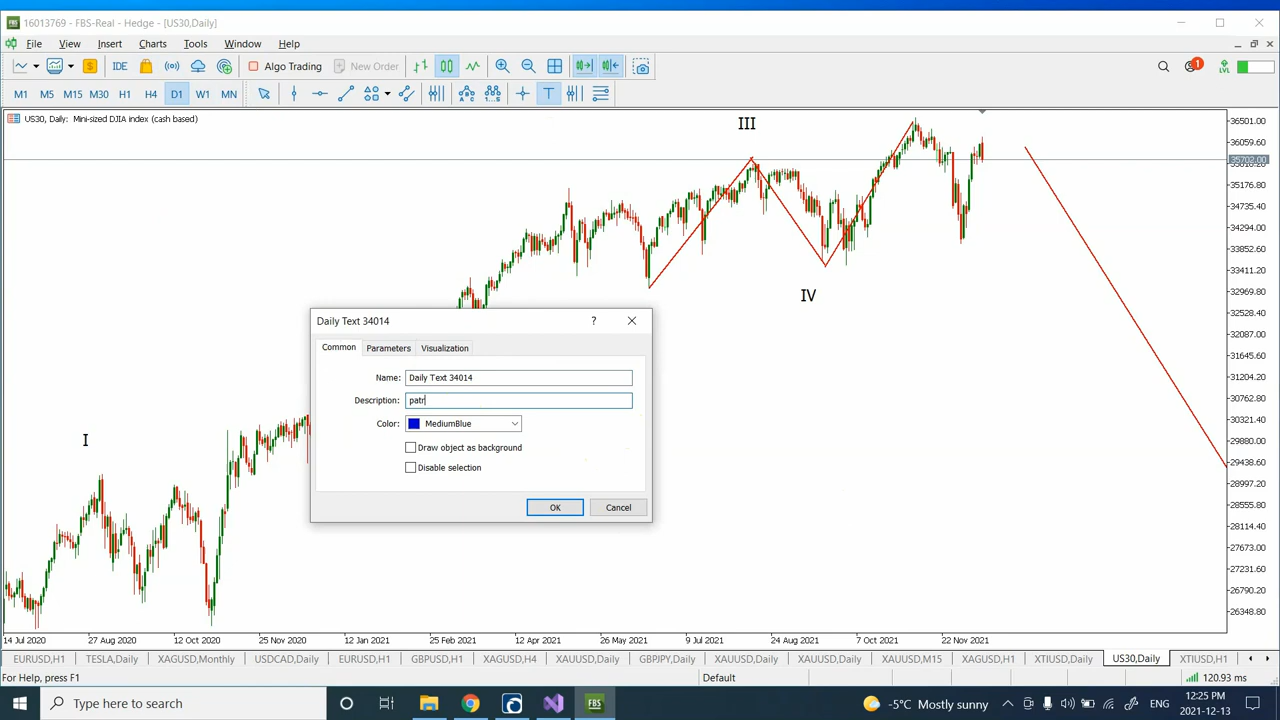 16013769 - FBS-Real - Hedge - [US30,Daily]
File View Insert Charts Tools Window Help
IDE Algo Trading New Order 1 LVL
M1 M5 M15 M30 H1 H4 D1 W1 MN T
US30, Daily: Mini-sized DJIA index (cash based)
36501.00
36059.60
35702.00
35176.80
34735.40
34294.00
33852.60
33411.20
32969.80
32528.40
32087.00
31645.60
31204.20
30762.80
30321.40
29880.00
29438.60
28997.20
28555.80
28114.40
27673.00
27231.60
26790.20
26348.80
III
IV
I
Daily Text 34014 ?
Common Parameters Visualization
Name: Daily Text 34014
Description: patr
Color: MediumBlue
Draw object as background
Disable selection
OK Cancel
14 Jul 2020 27 Aug 2020 12 Oct 2020 25 Nov 2020 12 Jan 2021 25 Feb 2021 12 Apr 2021 26 May 2021 9 Jul 2021 24 Aug 2021 7 Oct 2021 22 Nov 2021
EURUSD,H1 TESLA,Daily XAGUSD,Monthly USDCAD,Daily EURUSD,H1 GBPUSD,H1 XAGUSD,H4 XAUUSD,Daily GBPJPY,Daily XAUUSD,Daily XAUUSD,Daily XAUUSD,M15 XAGUSD,H1 XTIUSD,Daily US30,Daily XTIUSD,H1
For Help, press F1 Default 120.93 ms
Type here to search -5°C Mostly sunny ENG 12:25 PM
2021-12-13